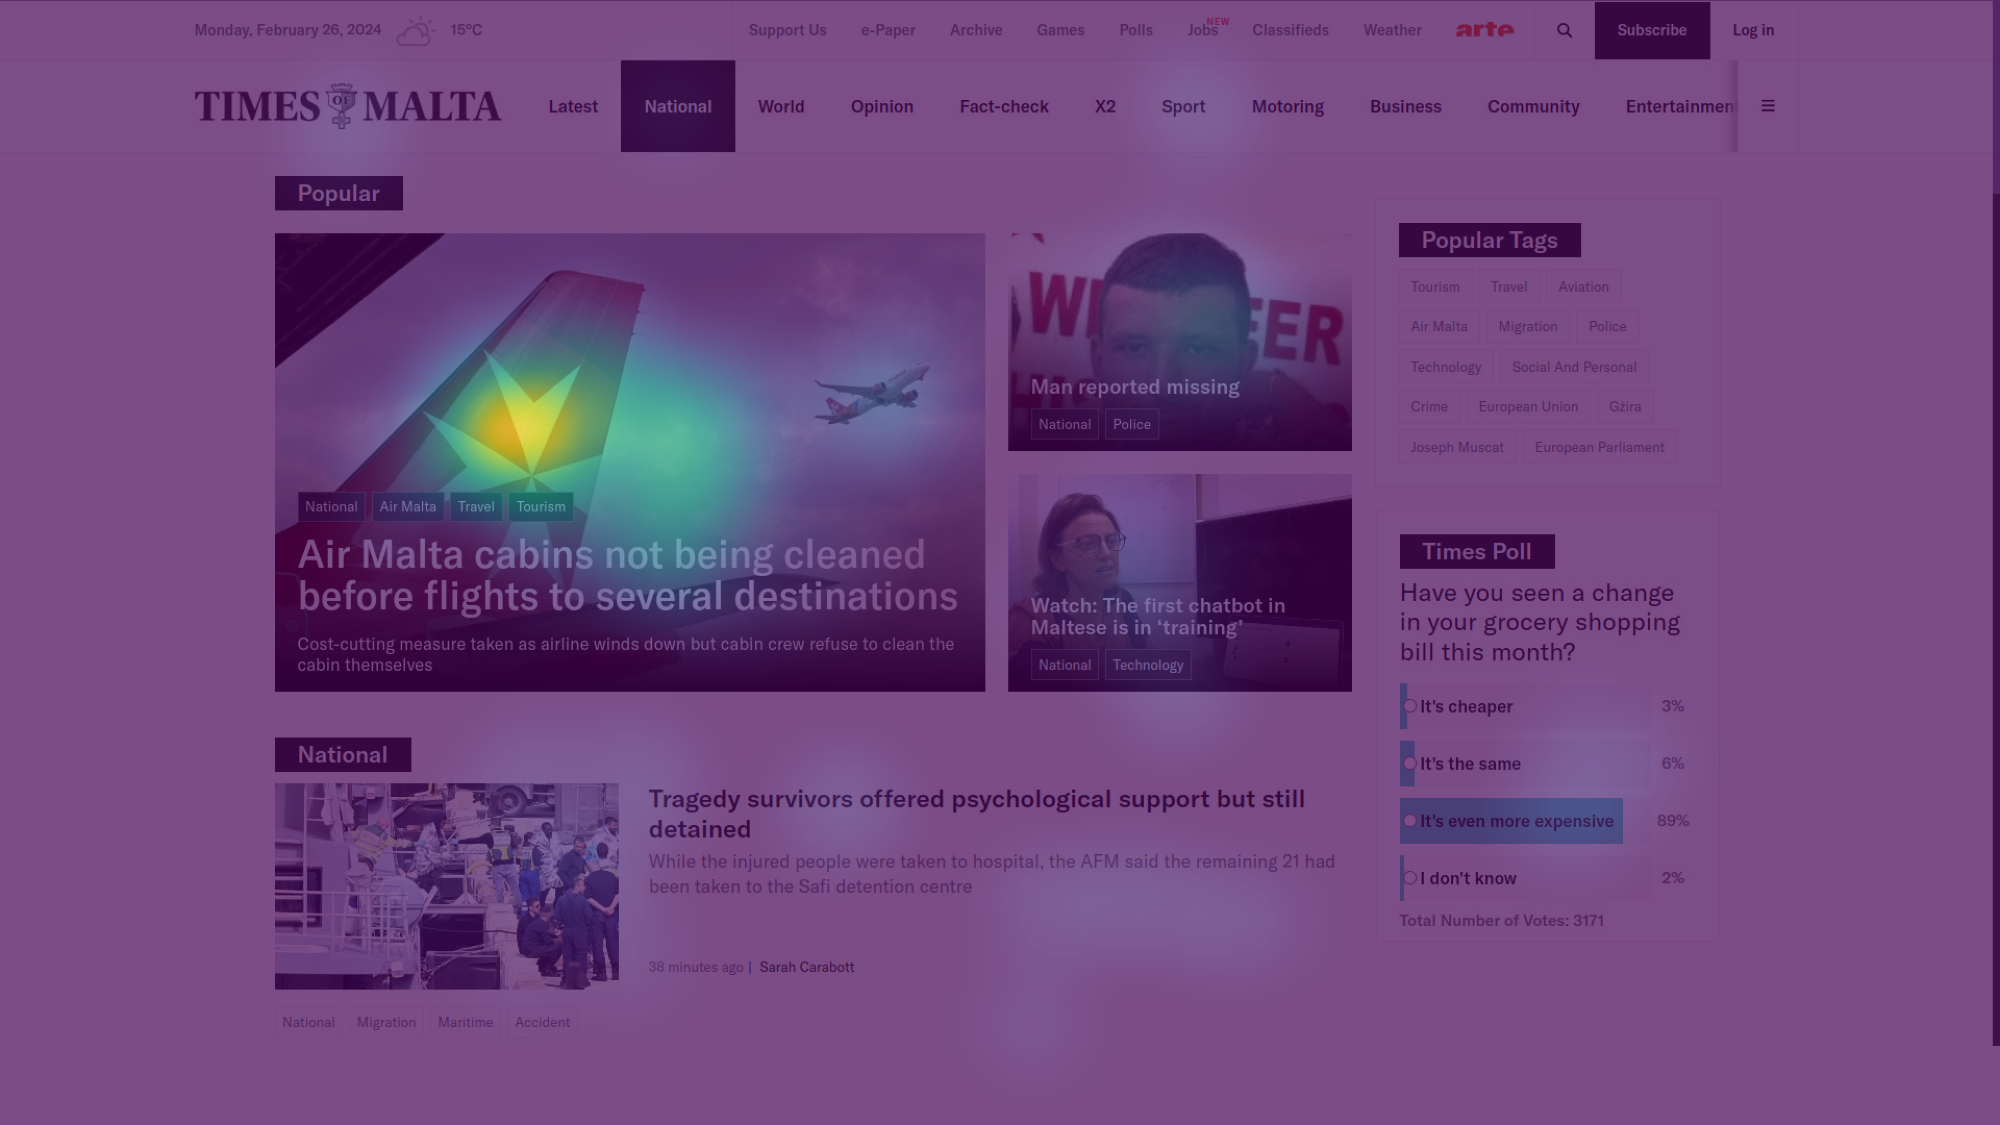 Monday, February 26, 2024 15°C Support Us e-Paper Archive Games Polls Jobs NEW Classifieds Weather arte Subscribe Log in
TIMES OF MALTA Latest National World Opinion Fact-check X2 Sport Motoring Business Community Entertainmen
Popular
National Air Malta Travel Tourism
Air Malta cabins not being cleaned
before flights to several destinations
Cost-cutting measure taken as airline winds down but cabin crew refuse to clean the
cabin themselves
Man reported missing
National Police
Watch: The first chatbot in
Maltese is in ‘training’
National Technology
Popular Tags
Tourism Travel Aviation
Air Malta Migration Police
Technology Social And Personal
Crime European Union Gżira
Joseph Muscat European Parliament
Times Poll
Have you seen a change
in your grocery shopping
bill this month?
It's cheaper 3%
It's the same 6%
It's even more expensive 89%
I don't know 2%
Total Number of Votes: 3171
National
Tragedy survivors offered psychological support but still
detained
While the injured people were taken to hospital, the AFM said the remaining 21 had
been taken to the Safi detention centre
38 minutes ago | Sarah Carabott
National Migration Maritime Accident